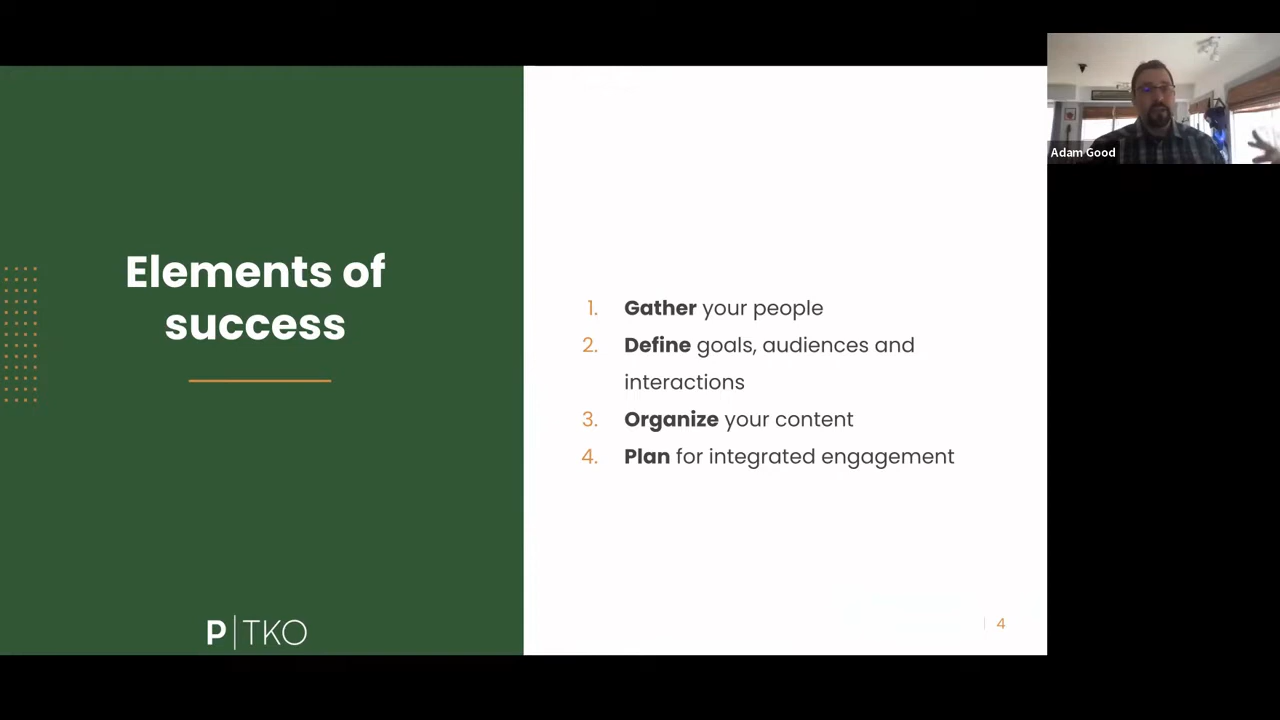 Elements of
success
1. Gather your people
2. Define goals, audiences and
interactions
3. Organize your content
4. Plan for integrated engagement
P|TKO
4
Adam Good